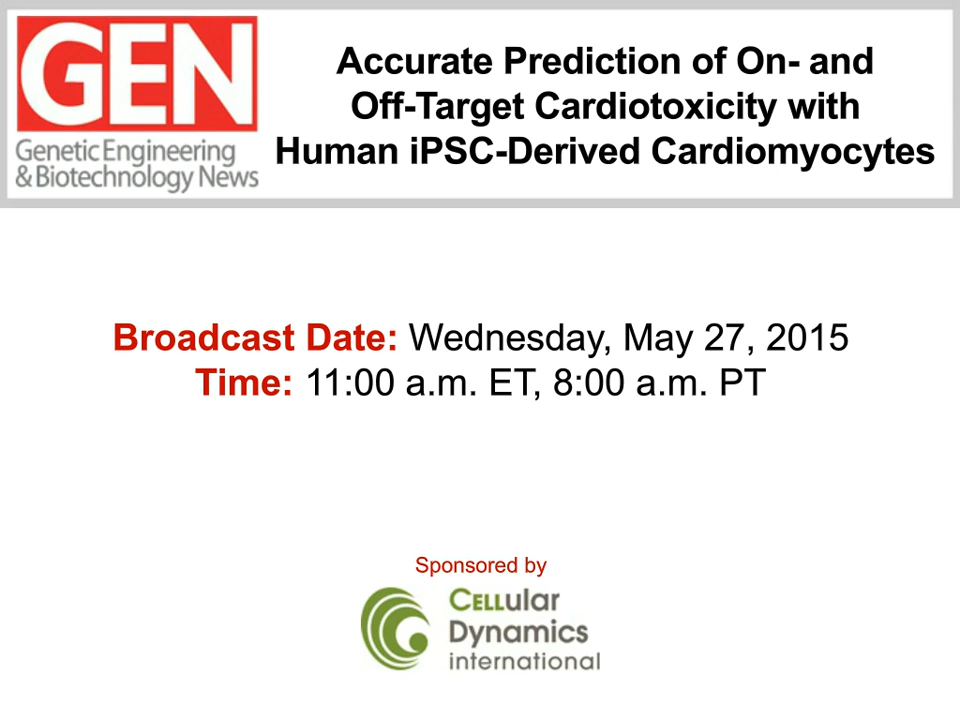 GEN
Genetic Engineering
& Biotechnology News
Accurate Prediction of On- and
Off-Target Cardiotoxicity with
Human iPSC-Derived Cardiomyocytes
Broadcast Date: Wednesday, May 27, 2015
Time: 11:00 a.m. ET, 8:00 a.m. PT
Sponsored by
CELLular
Dynamics
international